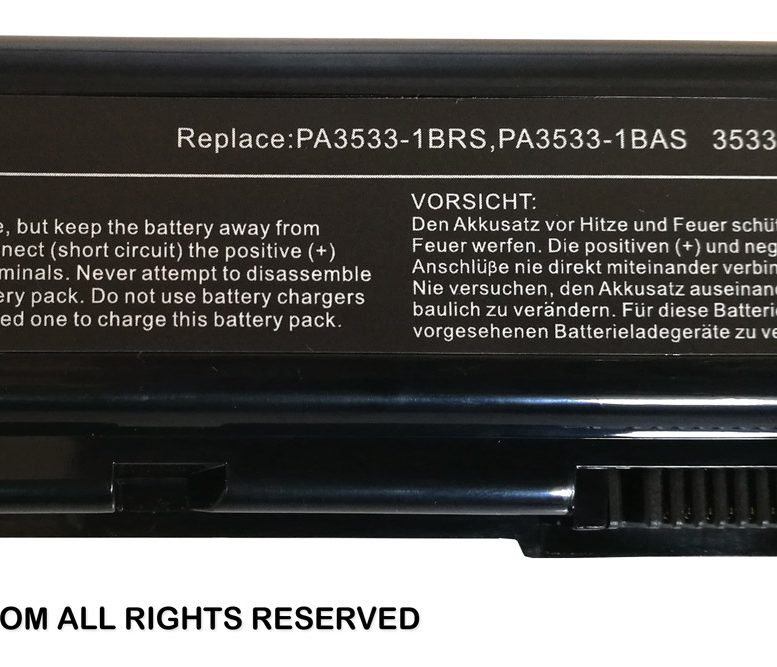 Replace:PA3533-1BRS,PA3533-1BAS 3533
, but keep the battery away from
nect (short circuit) the positive (+)
minals. Never attempt to disassemble
ery pack. Do not use battery chargers
ed one to charge this battery pack.
VORSICHT:
Den Akkusatz vor Hitze und Feuer schü
Feuer werfen. Die positiven (+) und neg
Anschlüße nie direkt miteinander verbin
Nie versuchen, den Akkusatz auseinan
baulich zu verändern. Für diese Batteri
vorgesehenen Batterieladegeräte zu ve
OM ALL RIGHTS RESERVED